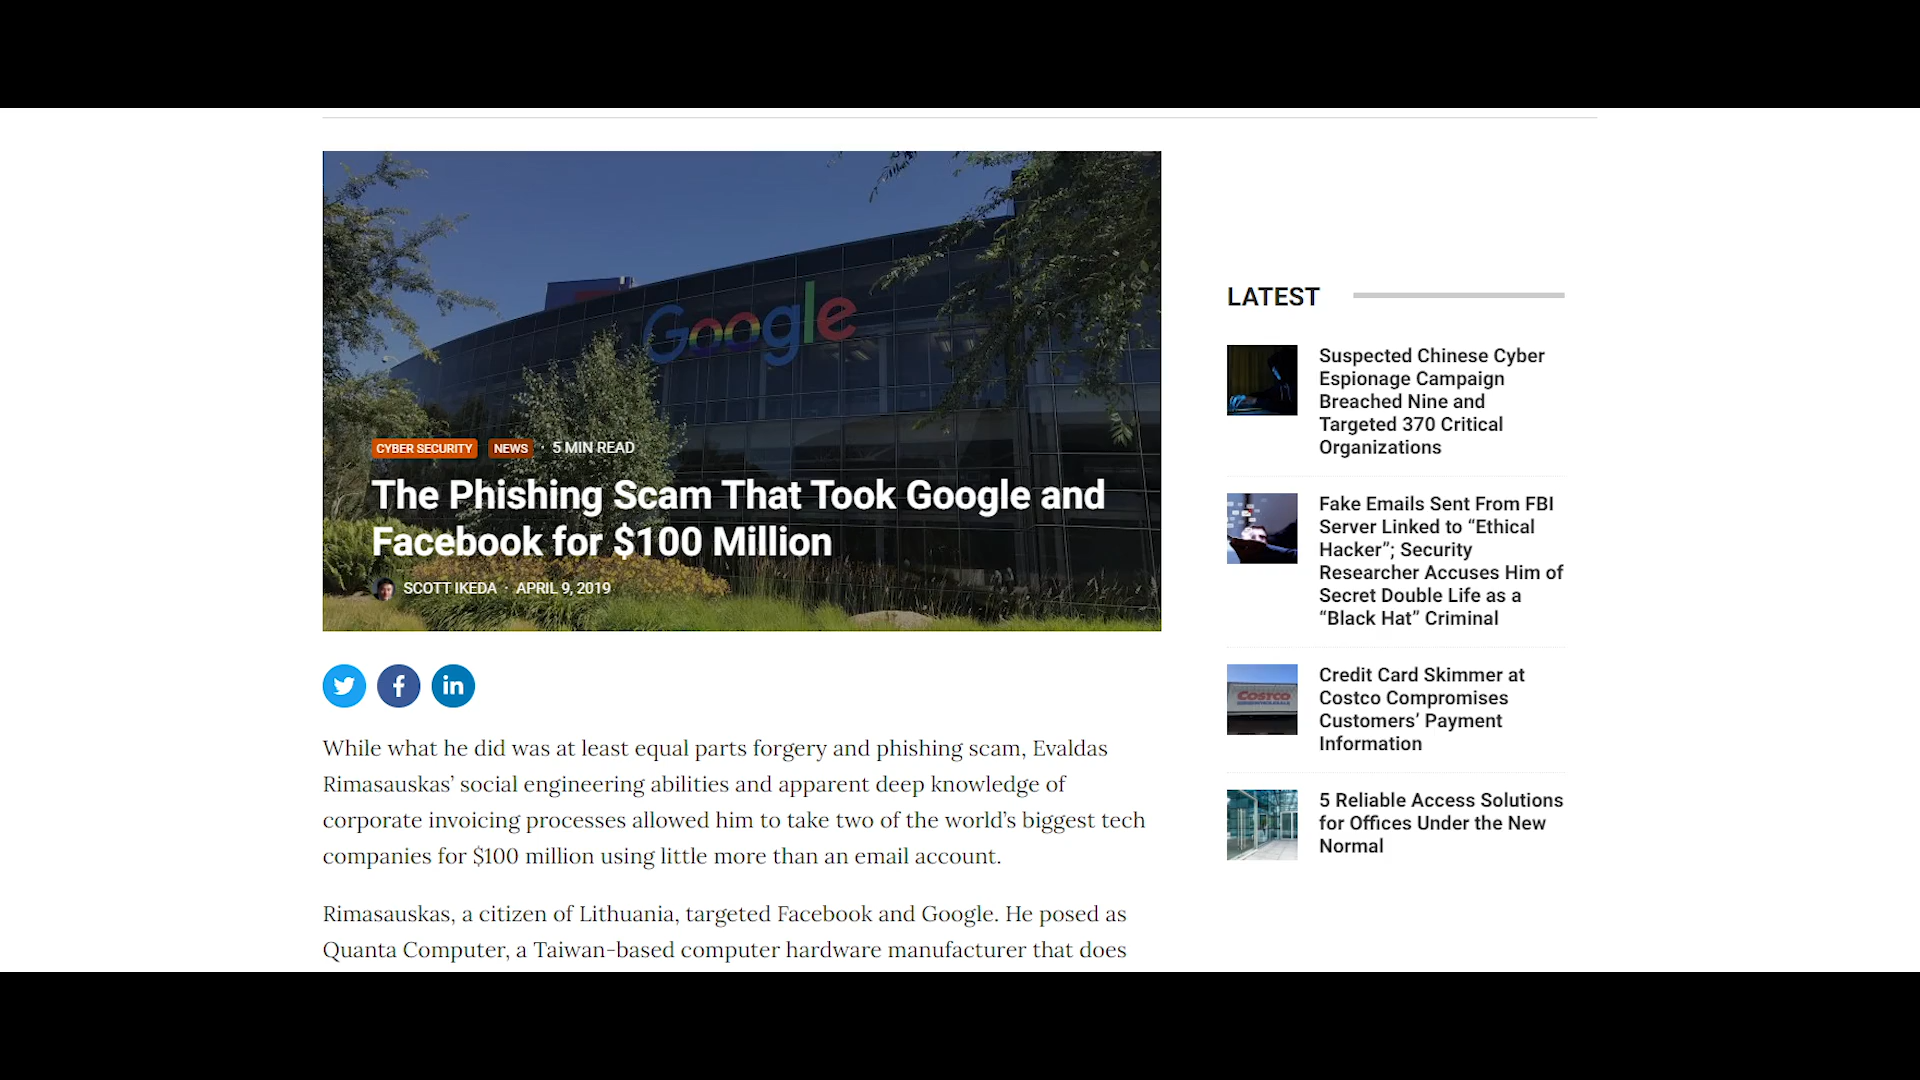 Google
CYBER SECURITY NEWS · 5 MIN READ
The Phishing Scam That Took Google and
Facebook for $100 Million
SCOTT IKEDA · APRIL 9, 2019
While what he did was at least equal parts forgery and phishing scam, Evaldas
Rimasauskas’ social engineering abilities and apparent deep knowledge of
corporate invoicing processes allowed him to take two of the world’s biggest tech
companies for $100 million using little more than an email account.
Rimasauskas, a citizen of Lithuania, targeted Facebook and Google. He posed as
Quanta Computer, a Taiwan-based computer hardware manufacturer that does
LATEST
Suspected Chinese Cyber
Espionage Campaign
Breached Nine and
Targeted 370 Critical
Organizations
Fake Emails Sent From FBI
Server Linked to “Ethical
Hacker”; Security
Researcher Accuses Him of
Secret Double Life as a
“Black Hat” Criminal
COSTCO
Credit Card Skimmer at
Costco Compromises
Customers’ Payment
Information
5 Reliable Access Solutions
for Offices Under the New
Normal